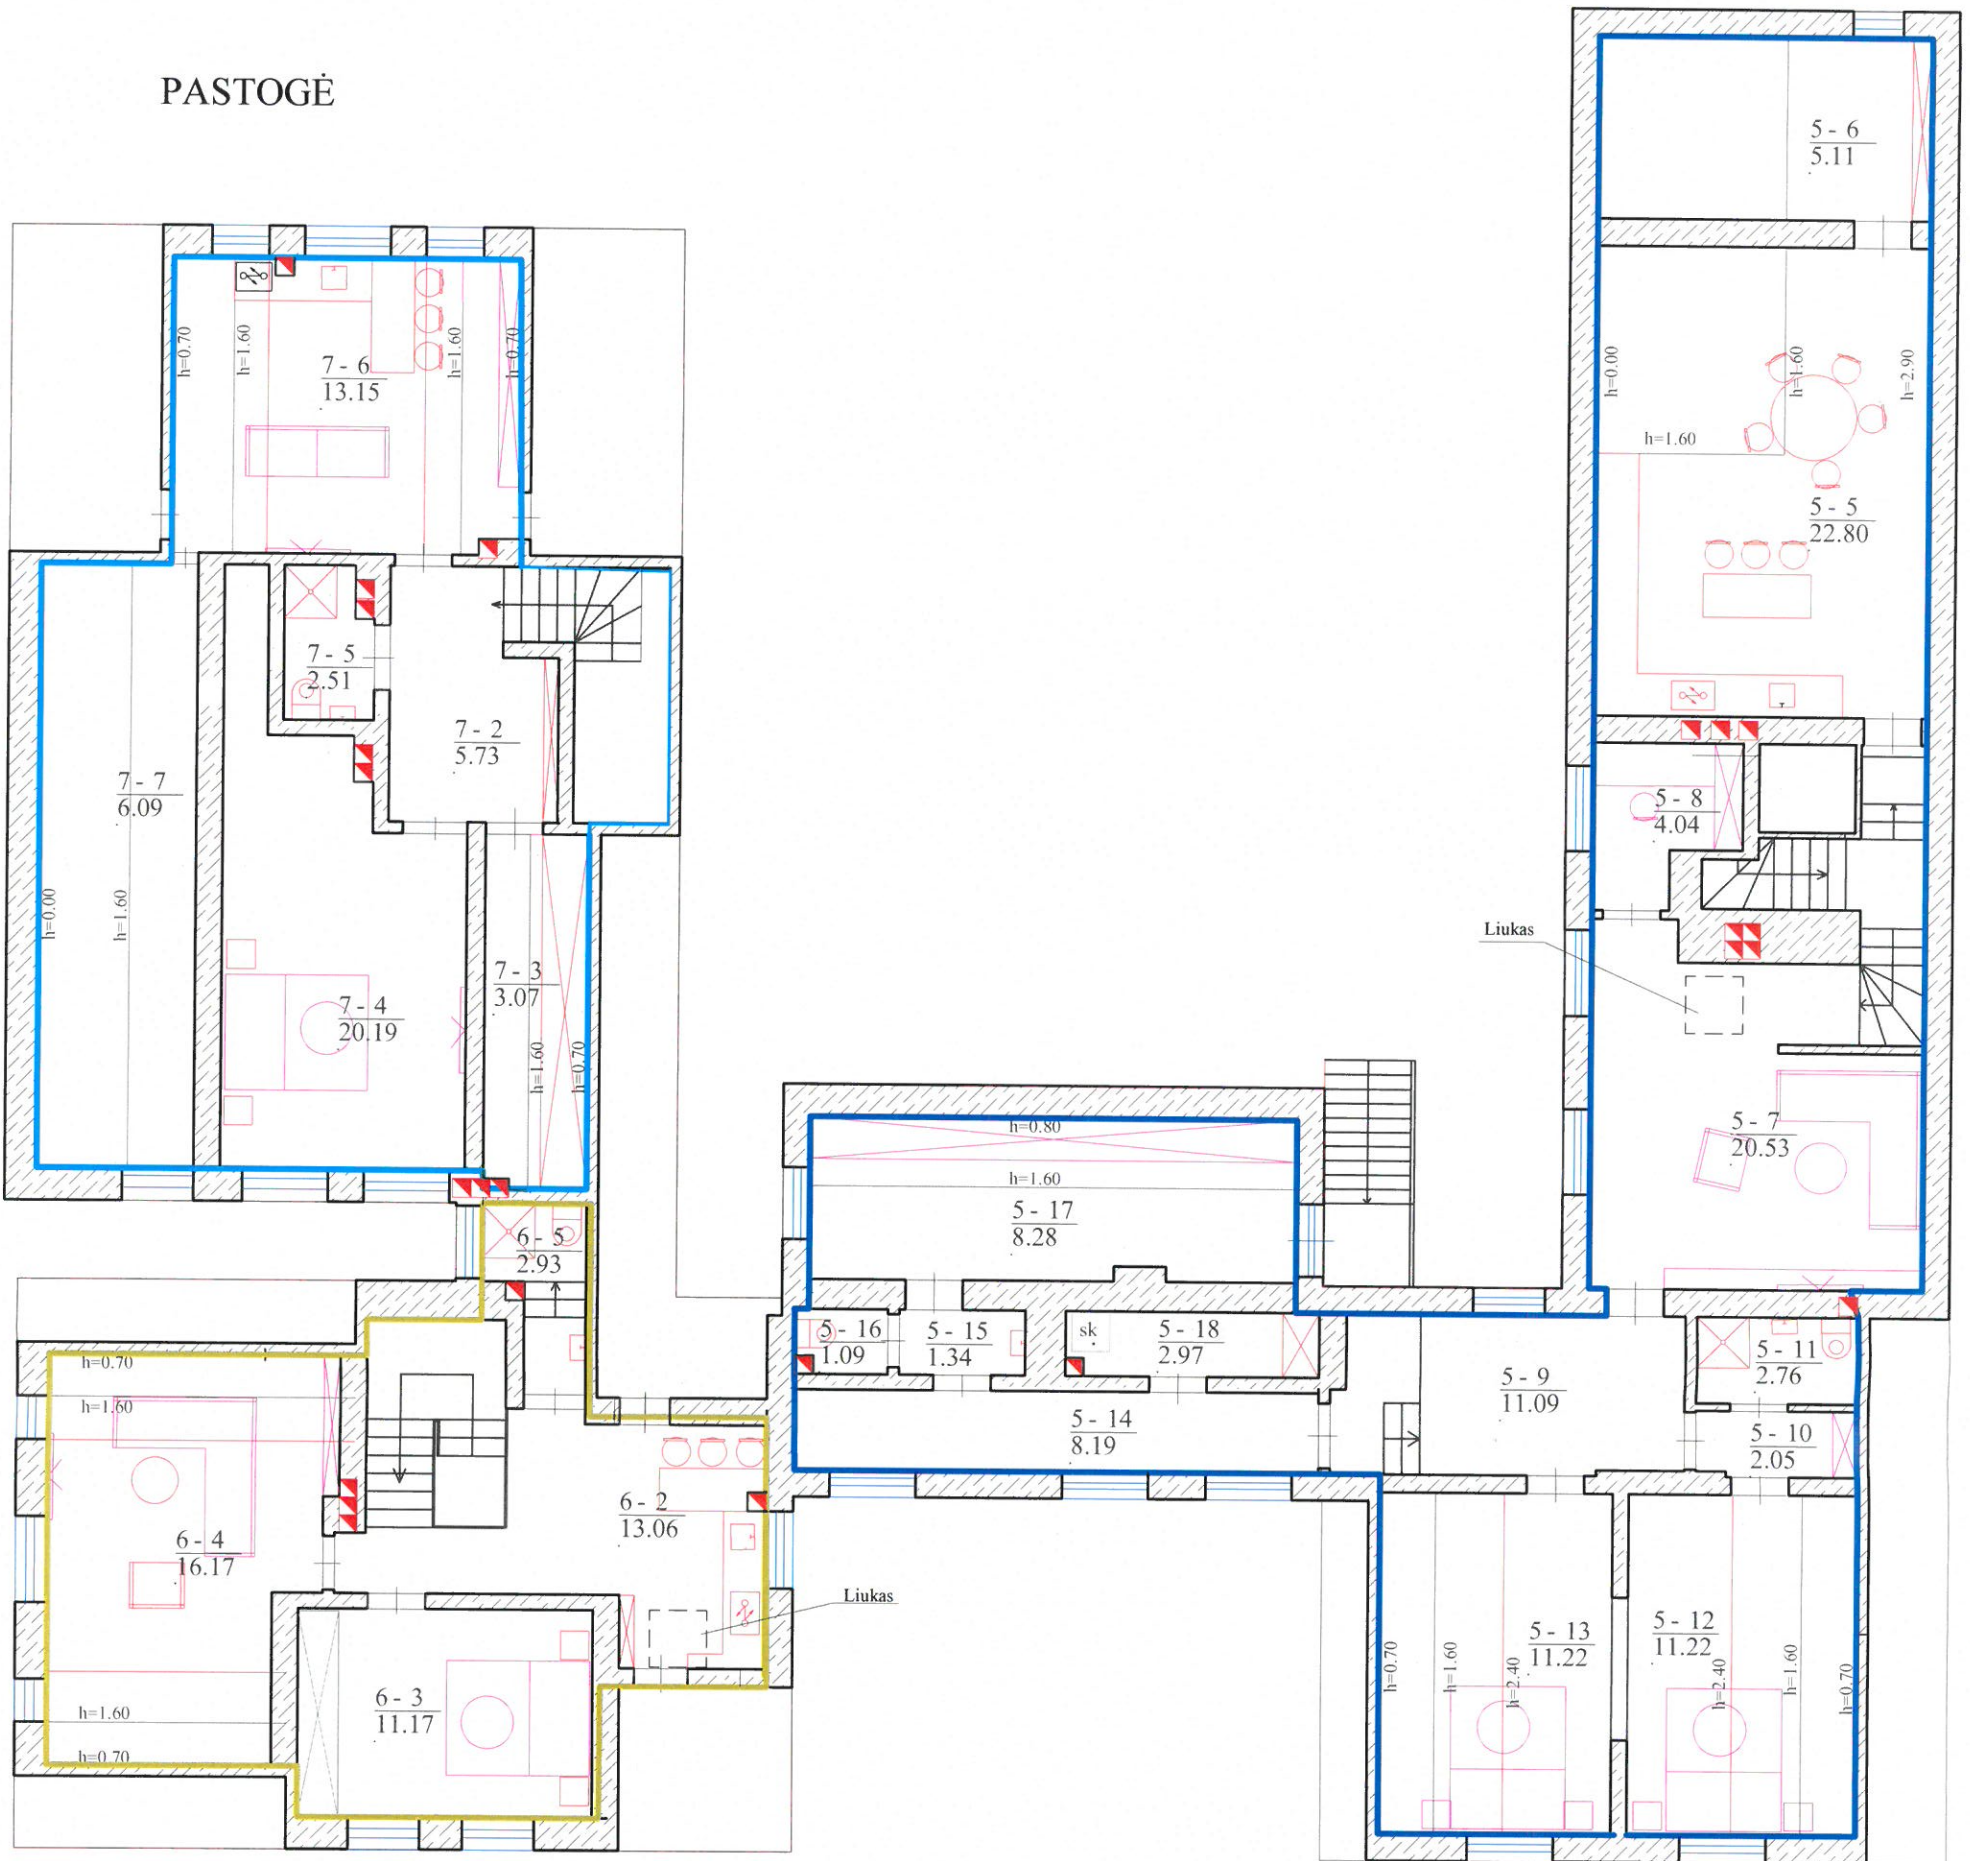 PASTOGĖ
5 - 6
5.11
h=0.70
h=1.60
7 - 6
13.15
h=1.60
h=0.70
h=0.00
h=1.60
h=2.90
h=1.60
5 - 5
22.80
7 - 5
2.51
7 - 2
5.73
7 - 7
6.09
h=0.00
h=1.60
5 - 8
4.04
Liukas
7 - 3
3.07
7 - 4
20.19
h=1.60
h=0.70
5 - 7
20.53
h=0.80
h=1.60
5 - 17
8.28
6 - 5
2.93
5 - 16
1.09
5 - 15
1.34
sk
5 - 18
2.97
5 - 11
2.76
5 - 9
11.09
5 - 14
8.19
5 - 10
2.05
h=0.70
h=1.60
6 - 4
16.17
6 - 2
13.06
Liukas
h=1.60
h=0.70
6 - 3
11.17
h=0.70
h=1.60
h=2.40
5 - 13
11.22
5 - 12
11.22
h=2.40
h=1.60
h=0.70